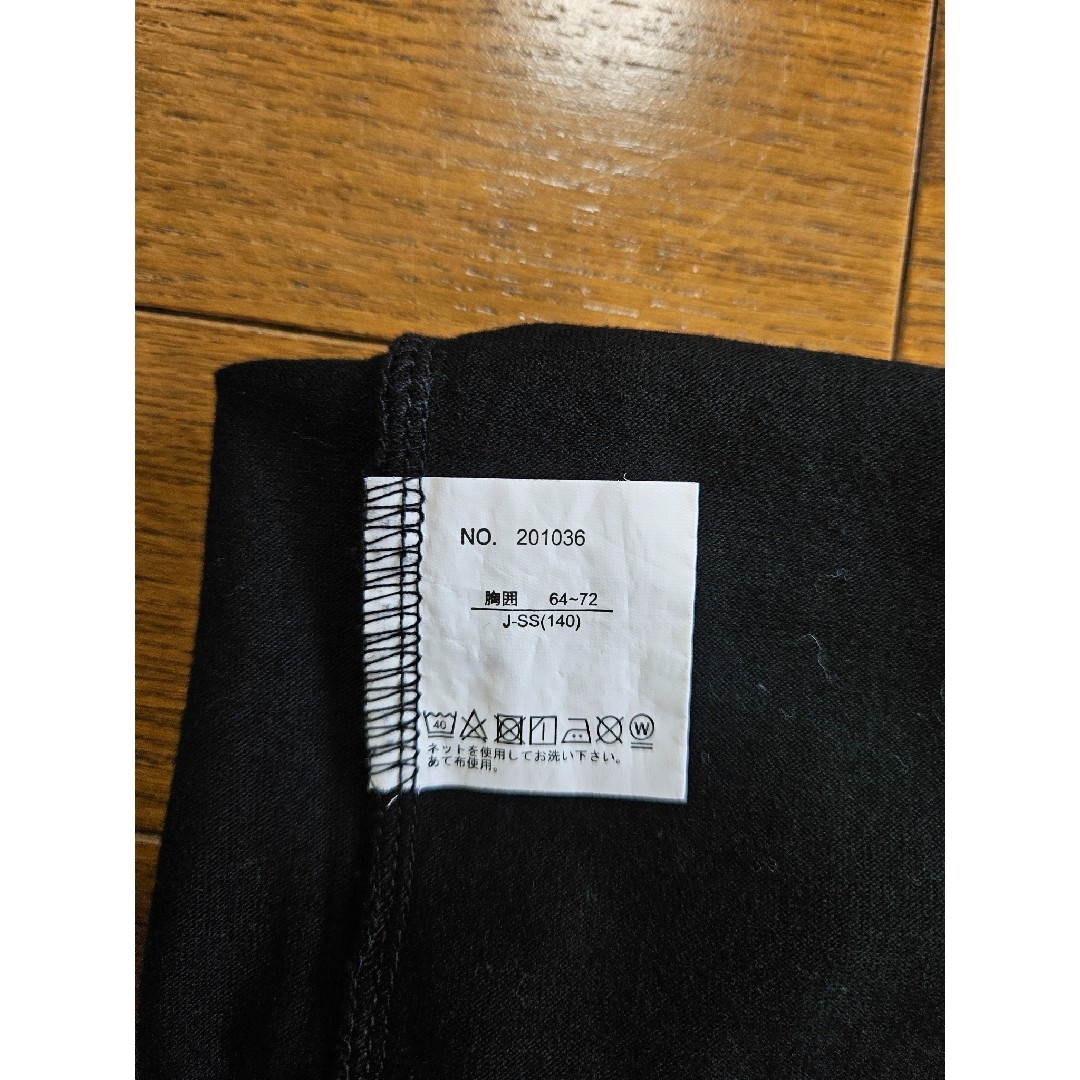 NO. 201036
胸囲 64~72
J-SS(140)
40 W
ネットを使用してお洗い下さい。
あて布使用。